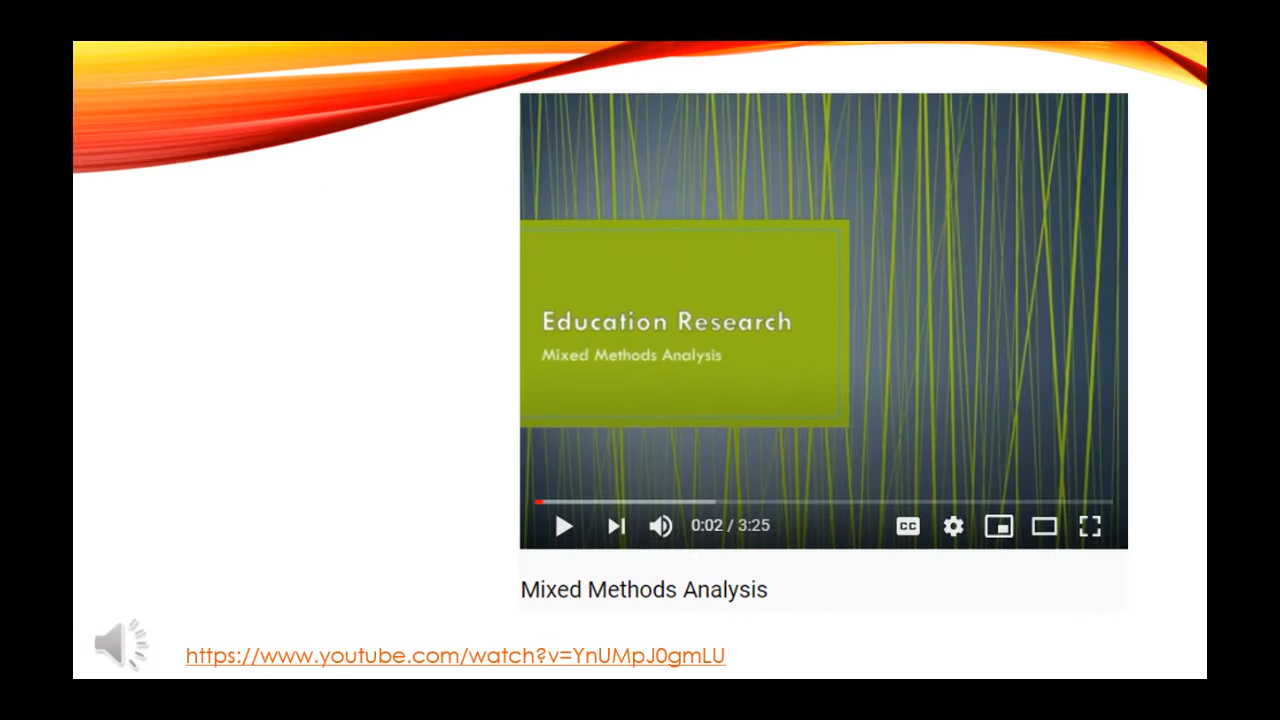 Education Research
Mixed Methods Analysis
0:02 / 3:25
CC
Mixed Methods Analysis
https://www.youtube.com/watch?v=YnUMpJ0gmLU